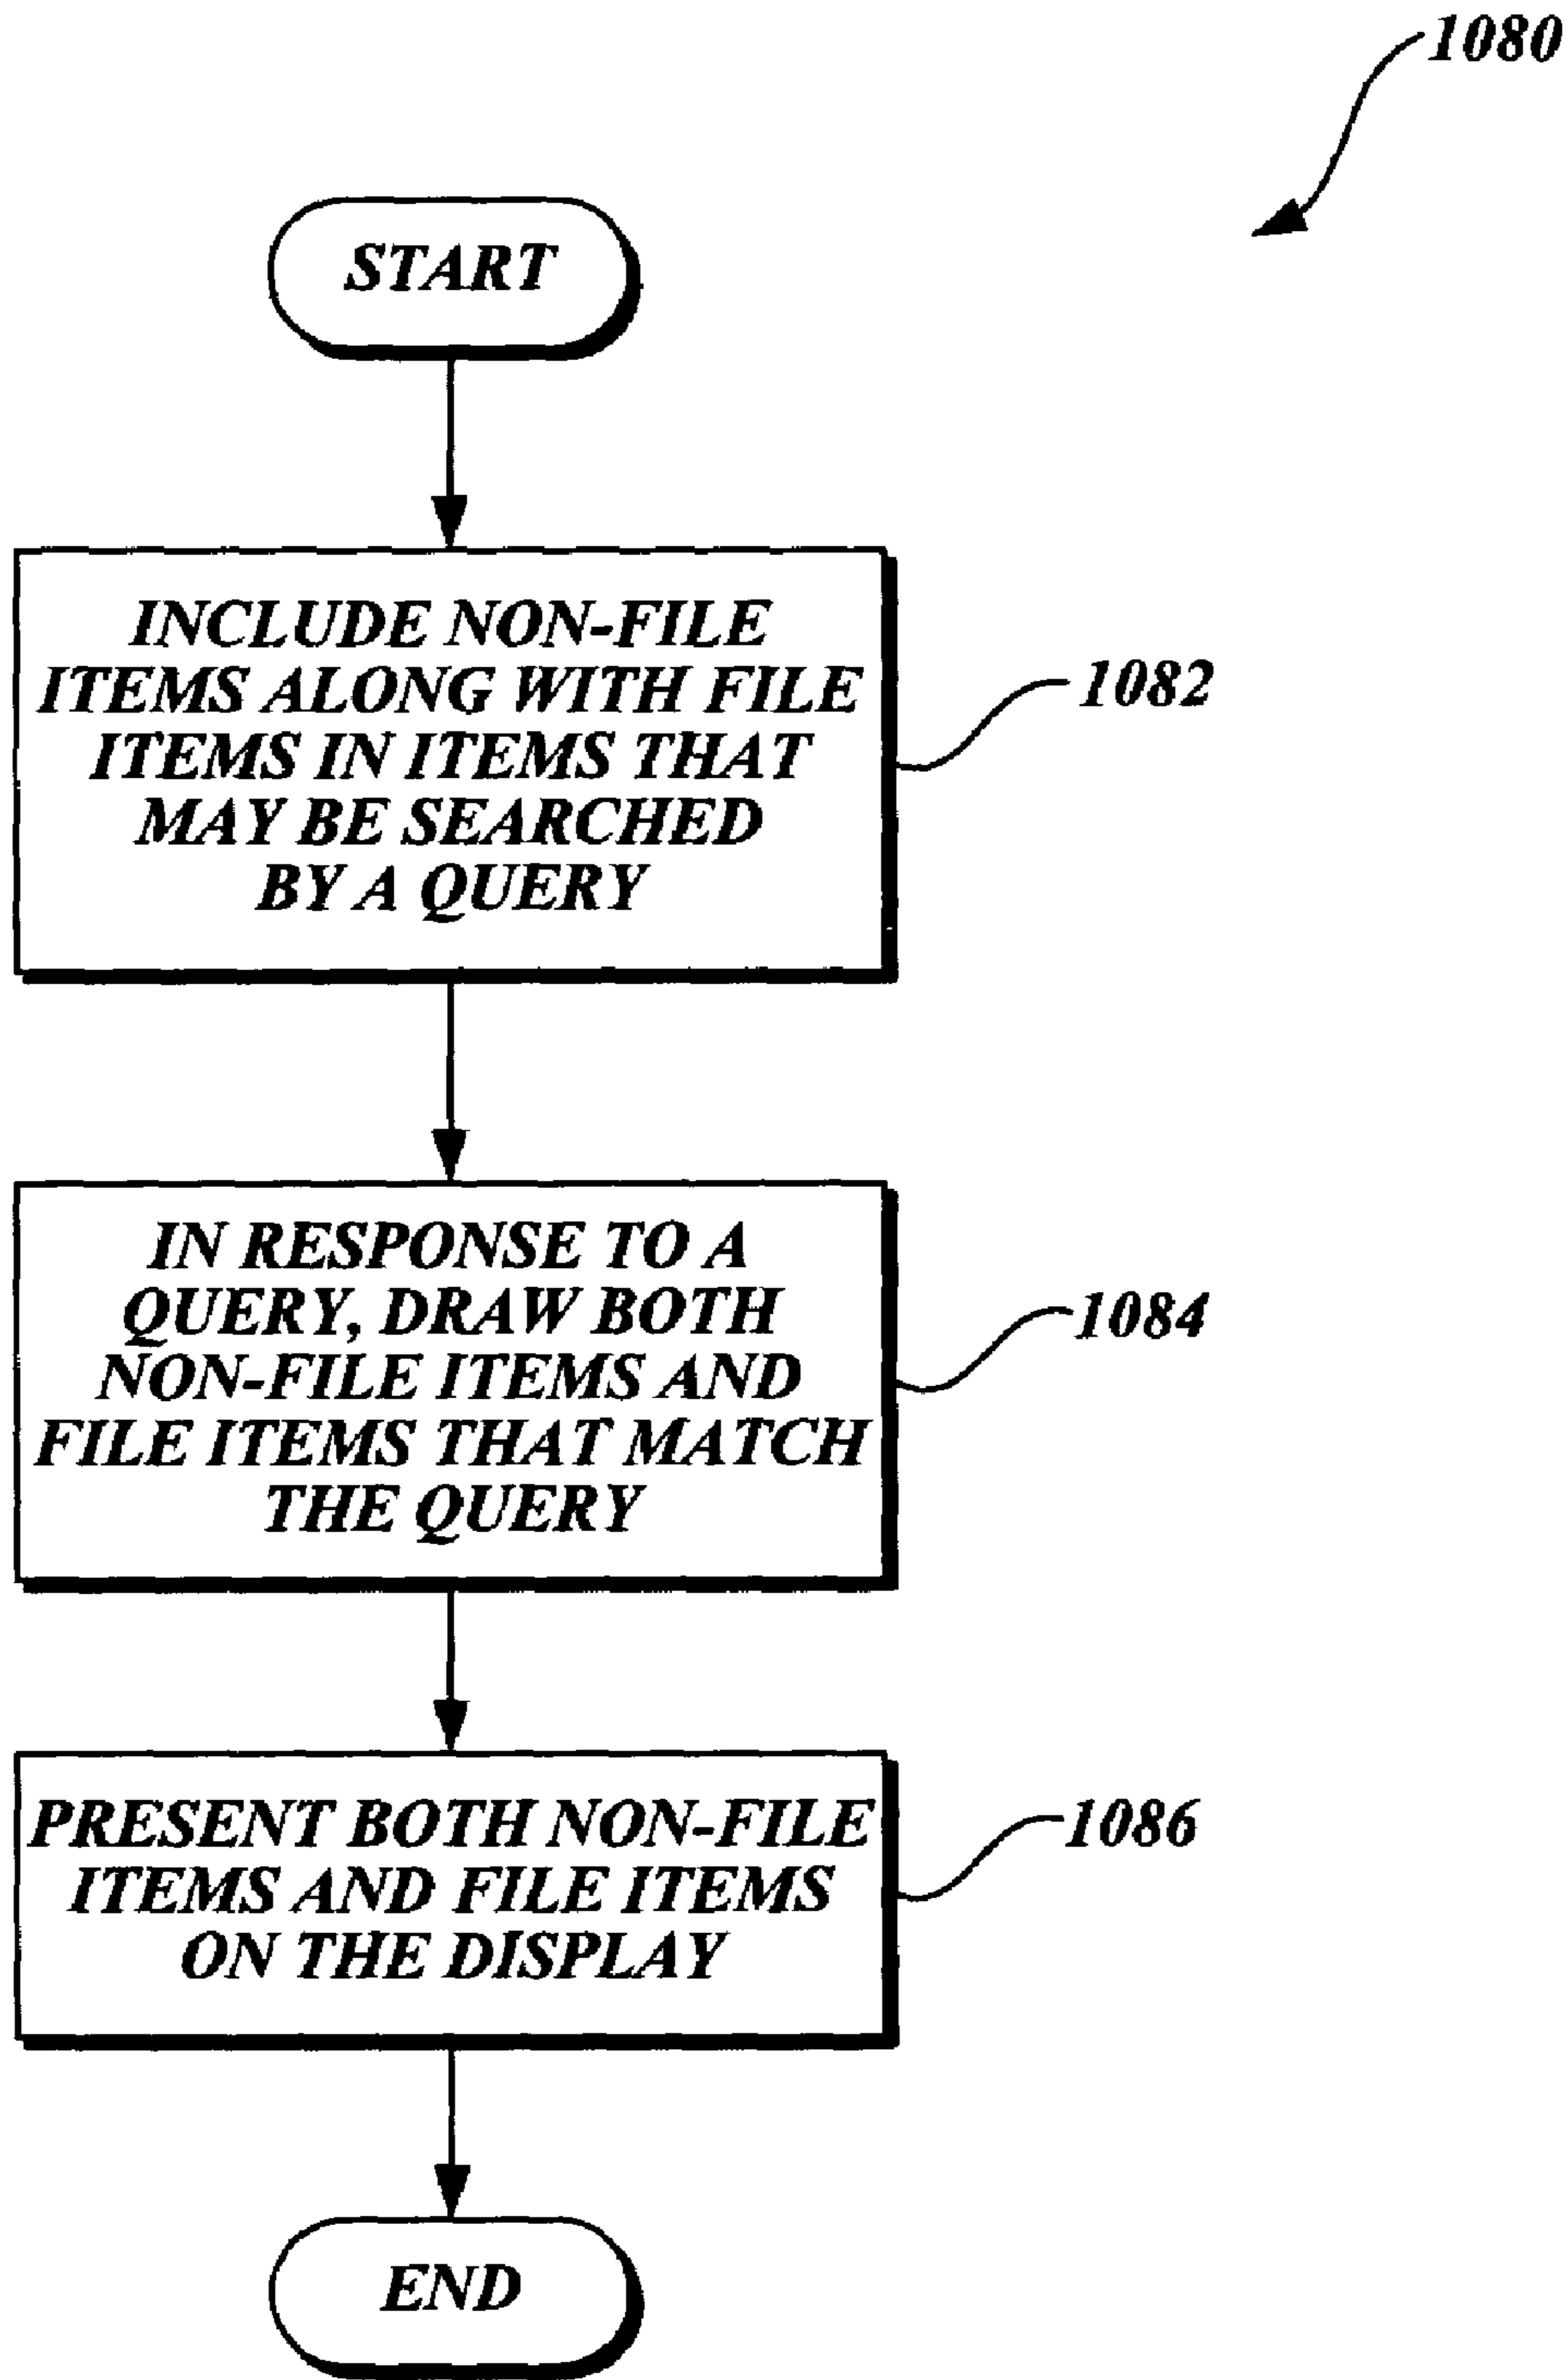 1080
START
INCLUDE NON-FILE
ITEMS ALONG WITH FILE
ITEMS IN ITEMS THAT
MAY BE SEARCHED
BY A QUERY
1082
IN RESPONSE TO A
QUERY, DRAW BOTH
NON-FILE ITEMS AND
FILE ITEMS THAT MATCH
THE QUERY
1084
PRESENT BOTH NON-FILE
ITEMS AND FILE ITEMS
ON THE DISPLAY
1086
END